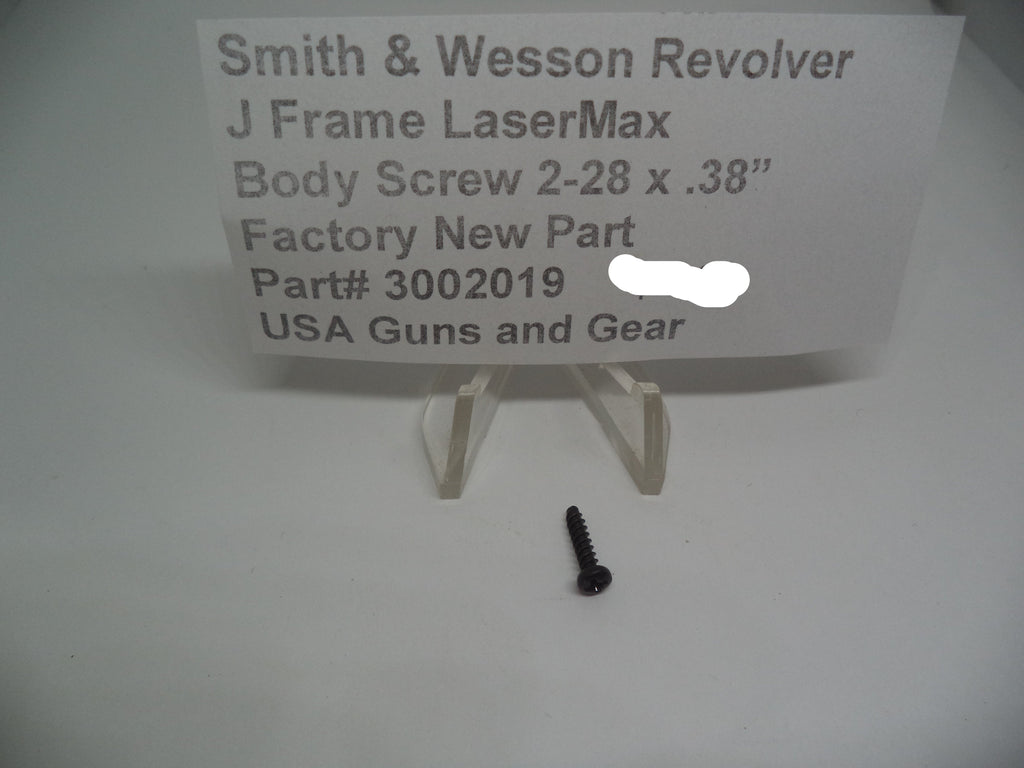 Smith & Wesson Revolver
J Frame LaserMax
Body Screw 2-28 x .38”
Factory New Part
Part# 3002019
USA Guns and Gear